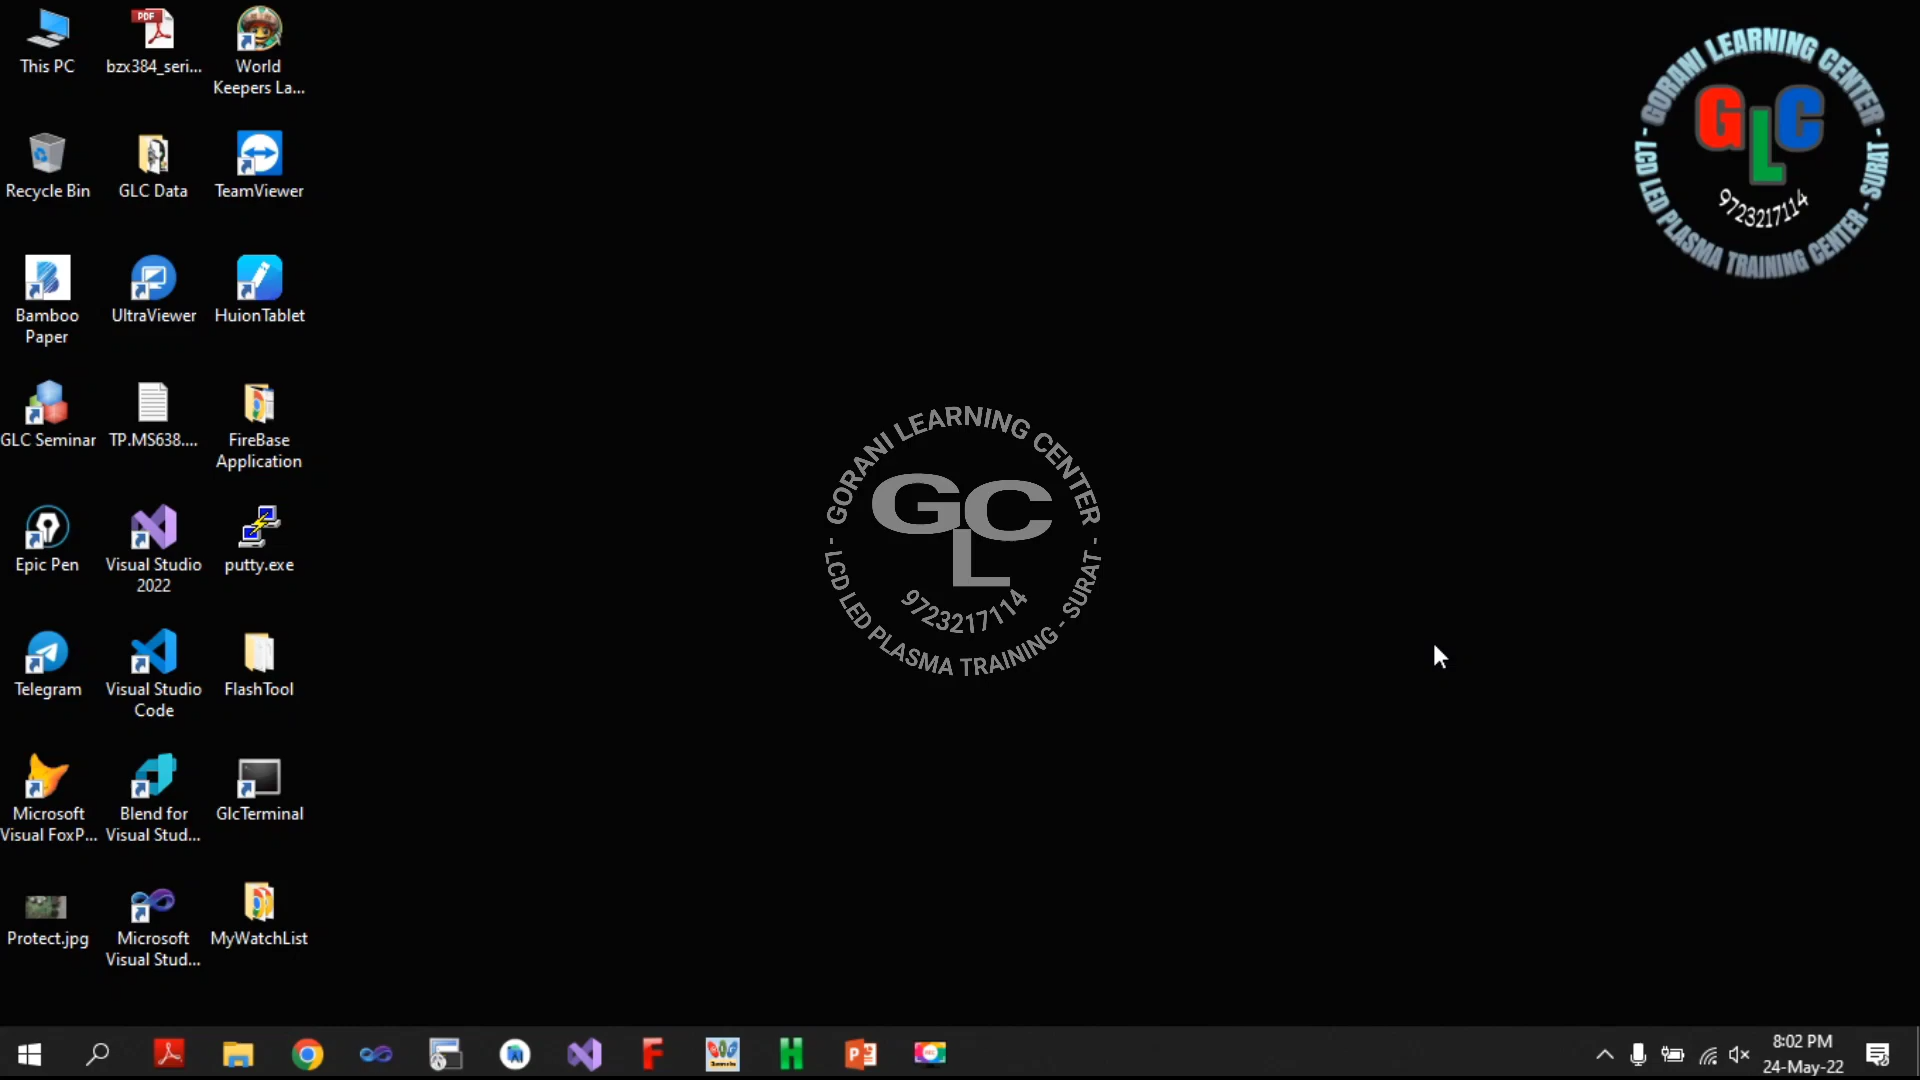 This PC
bzx384_seri...
World
Keepers La...
Recycle Bin
GLC Data
TeamViewer
Bamboo
Paper
UltraViewer
HuionTablet
GLC Seminar
TP.MS638....
FireBase
Application
Epic Pen
Visual Studio
2022
putty.exe
Telegram
Visual Studio
Code
FlashTool
Microsoft
Visual FoxP...
Blend for
Visual Stud...
GlcTerminal
Protect.jpg
Microsoft
Visual Stud...
MyWatchList
GORANI LEARNING CENTER
GLC
9723217114
- LCD LED PLASMA TRAINING - SURAT -
- GORANI LEARNING CENTER -
GLC
9723217114
LCD LED PLASMA TRAINING CENTER - SURAT
8:02 PM
24-May-22